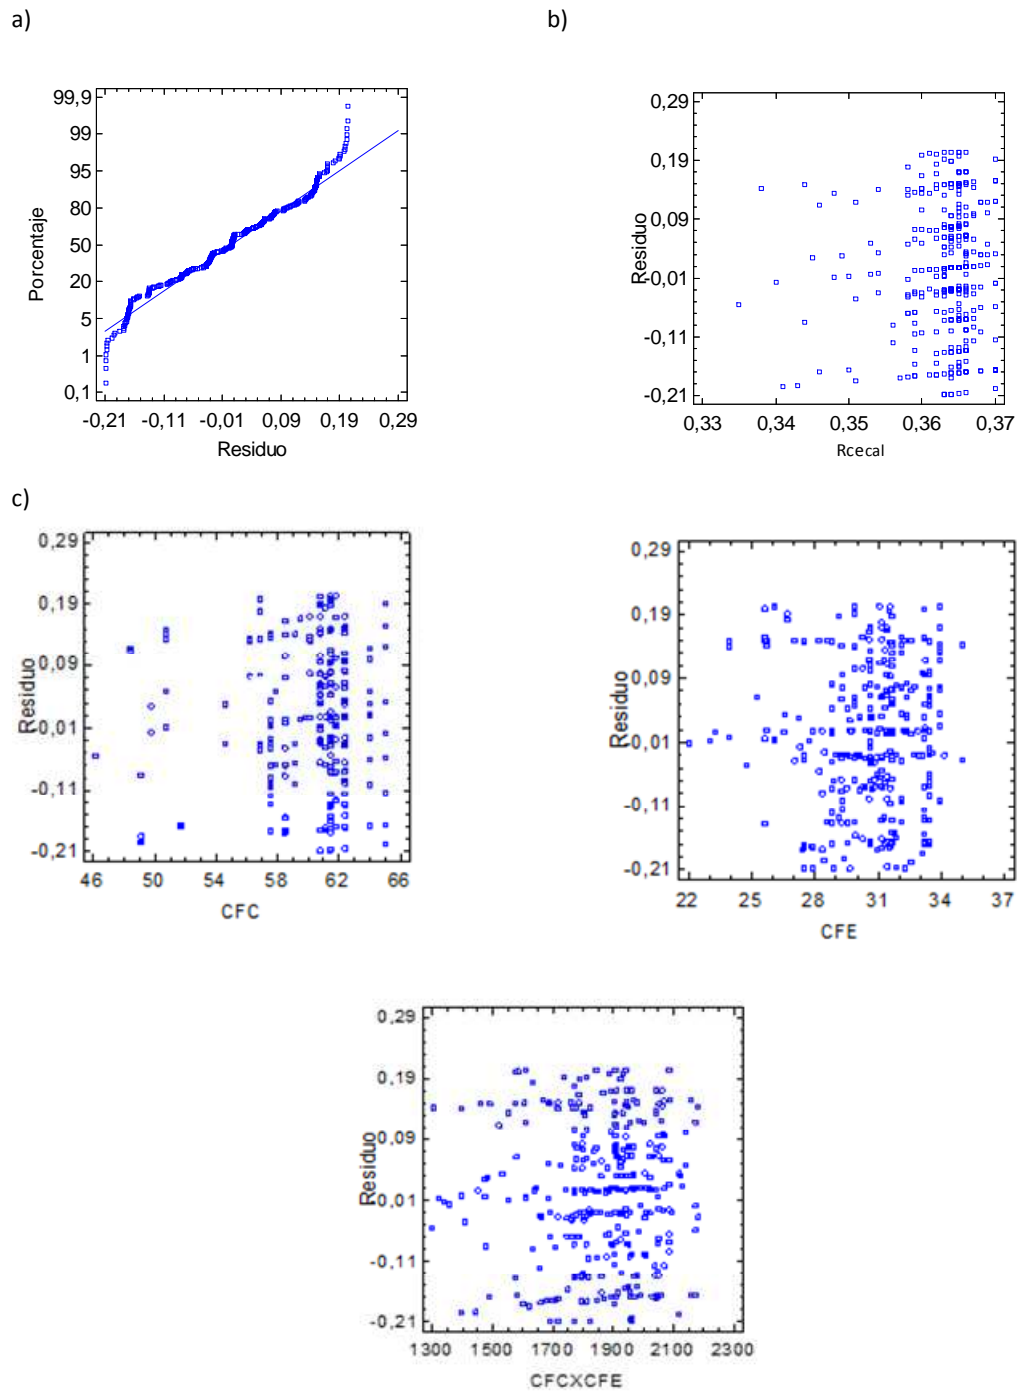 a)
b)
99,9
99
95
80
50
20
5
1
0,1
Porcentaje
-0,21 -0,11 -0,01 0,09 0,19 0,29
Residuo
0,29
0,19
0,09
-0,01
-0,11
-0,21
Residuo
0,33 0,34 0,35 0,36 0,37
Rcecal
c)
0,29
0,19
0,09
-0,01
-0,11
-0,21
Residuo
46 50 54 58 62 66
CFC
0,29
0,19
0,09
-0,01
-0,11
-0,21
Residuo
22 25 28 31 34 37
CFE
0,29
0,19
0,09
-0,01
-0,11
-0,21
Residuo
1300 1500 1700 1900 2100 2300
CFCXCFE